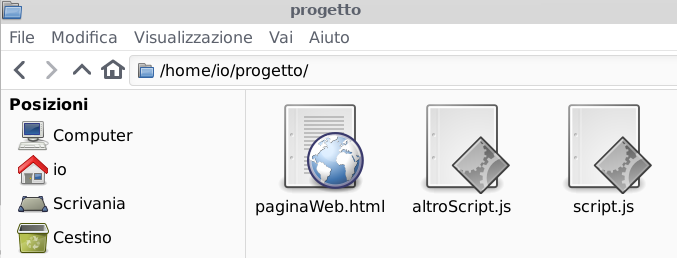 progetto
File Modifica Visualizzazione Vai Aiuto
/home/io/progetto/
Posizioni
Computer
io
Scrivania
Cestino
paginaWeb.html altroScript.js script.js